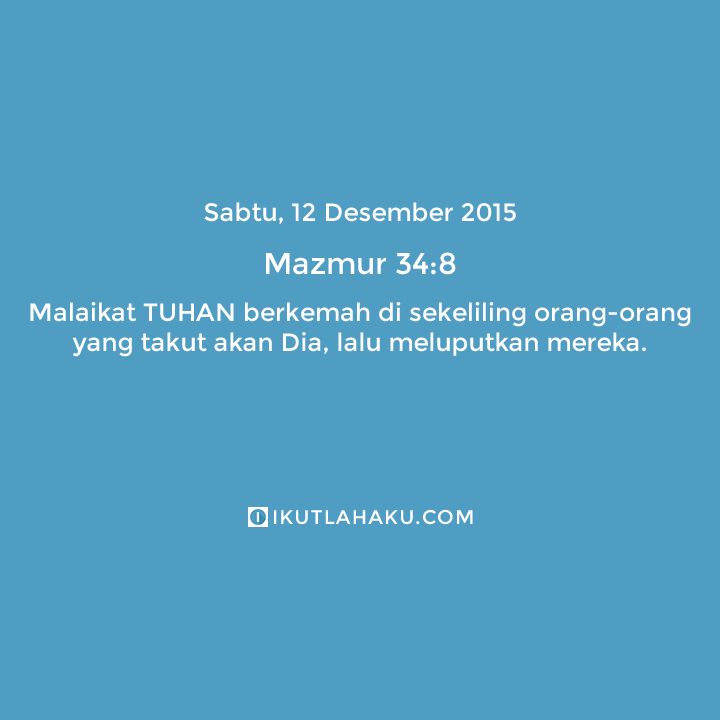 Sabtu, 12 Desember 2015
Mazmur 34:8
Malaikat TUHAN berkemah di sekeliling orang-orang
yang takut akan Dia, lalu meluputkan mereka.
IKUTLAHAKU.COM